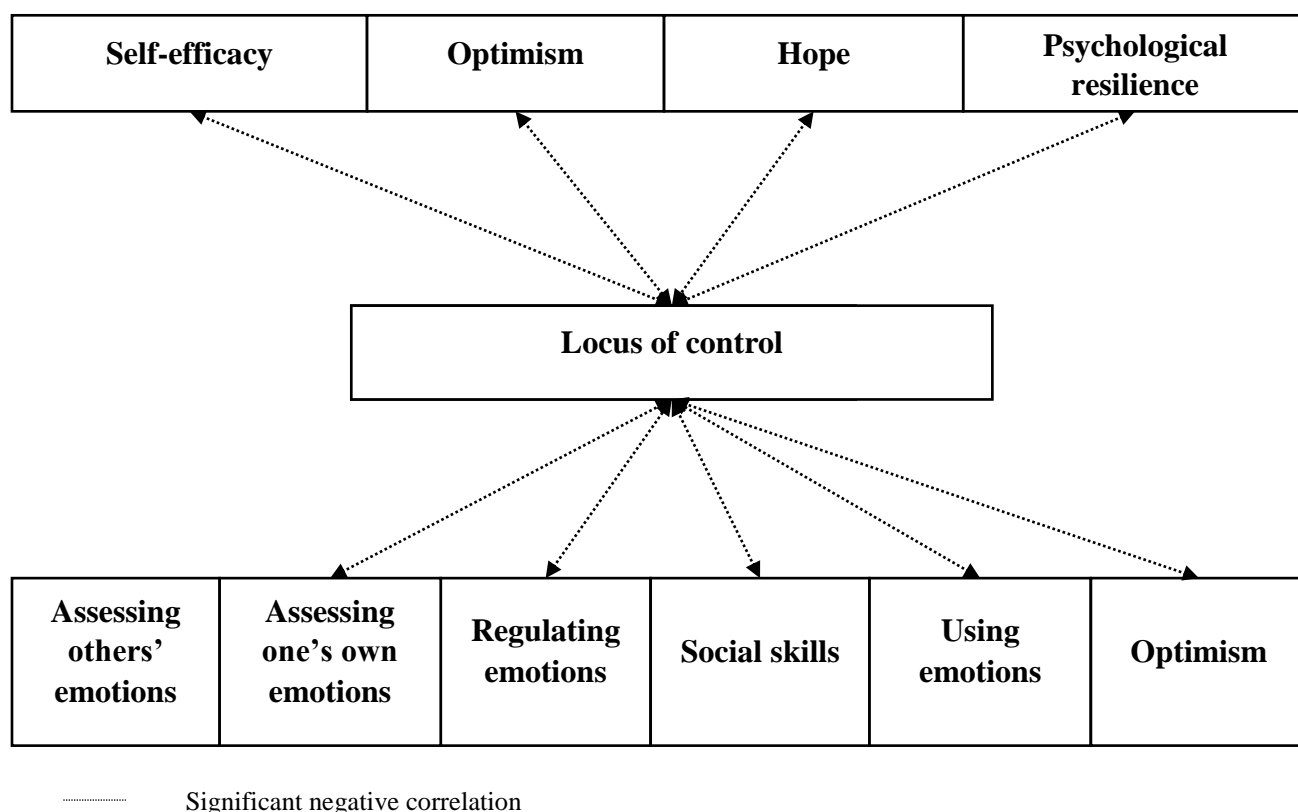 Self-efficacy
Optimism
Hope
Psychological
resilience
Locus of control
Assessing
others’
emotions
Assessing
one’s own
emotions
Regulating
emotions
Social skills
Using
emotions
Optimism
Significant negative correlation